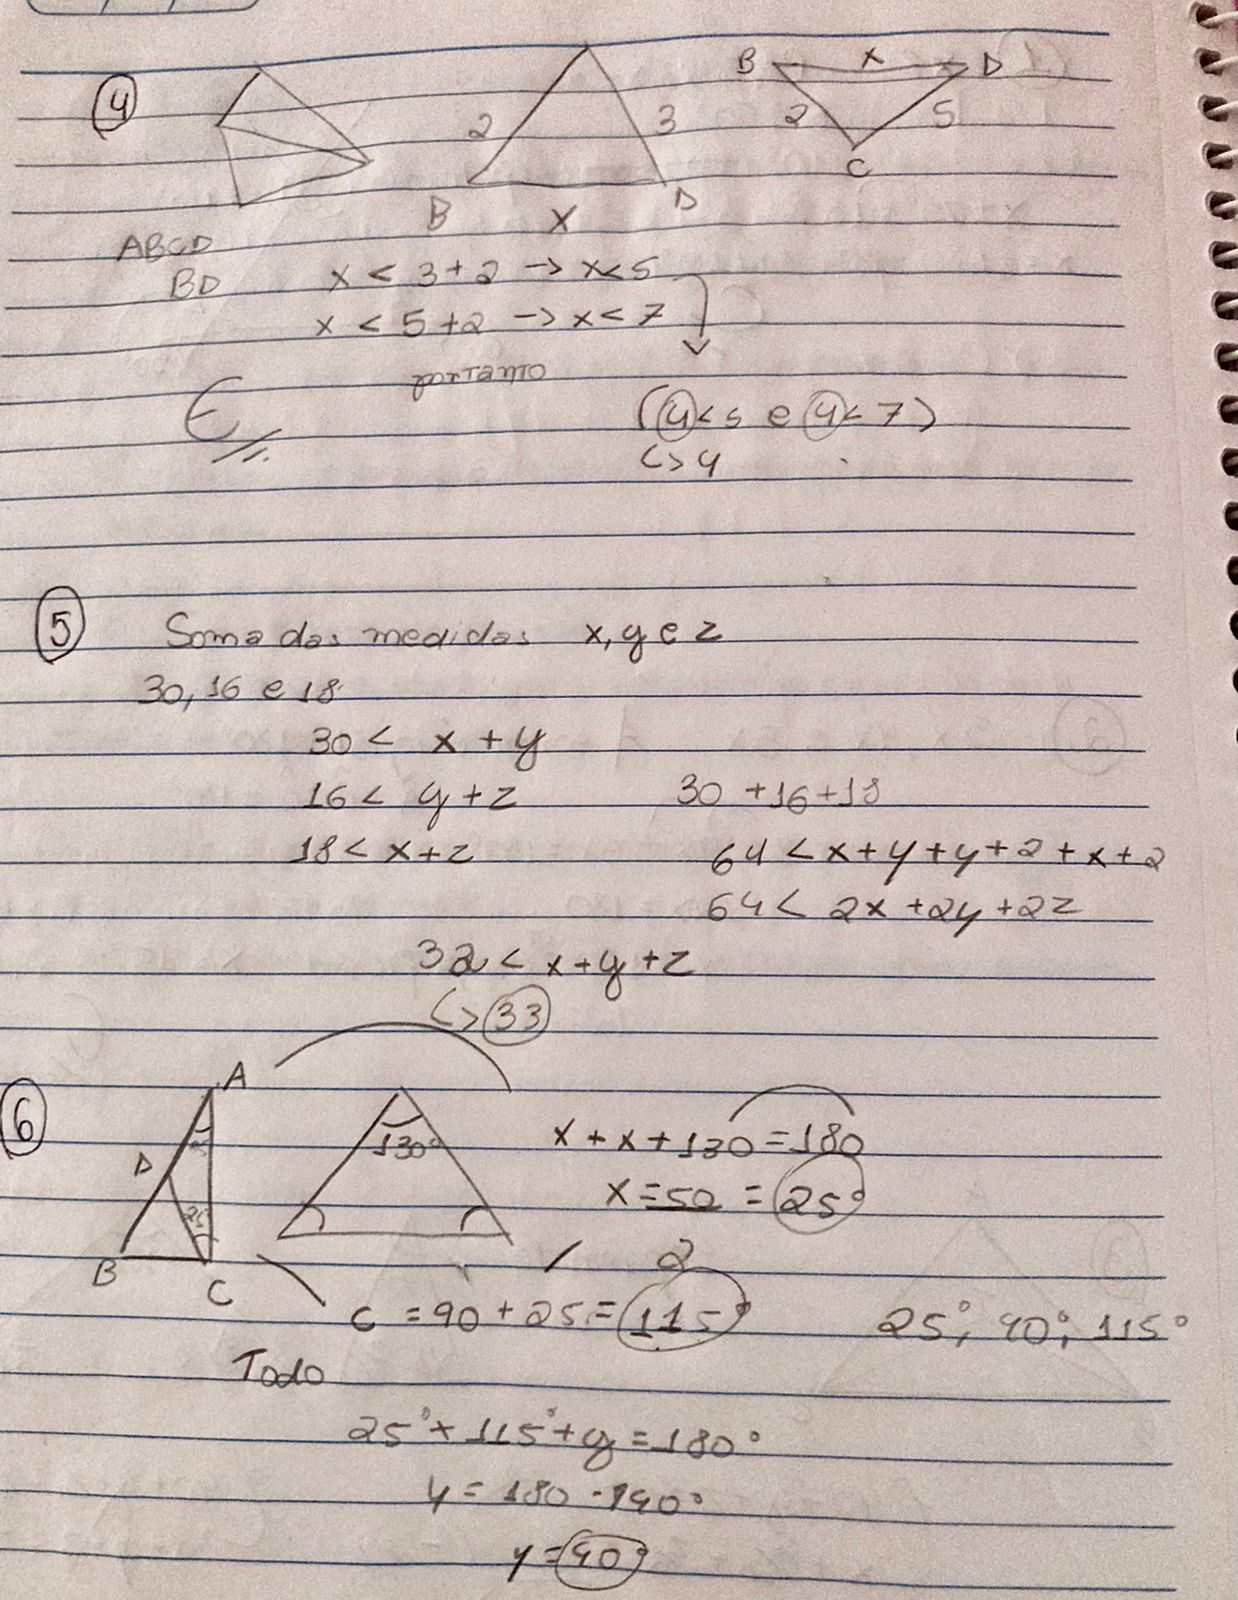 4
2 3
B x D
B x D
2 5
C
ABCD
BD
x < 3+2 → x<5
x < 5+2 → x<7
portanto
(4<5 e 4<7)
↳ 4
E
5 Soma das medidas x, y e z
30, 16 e 18
30 < x + y
16 < y + z 30 + 16 + 18
18 < x + z 64 < x + y + y + z + x + z
64 < 2x + 2y + 2z
32 < x + y + z
↳ 33
6
A
D
25
B C
130°
x + x + 130 = 180
x = 50/2 = 25°
C = 90 + 25 = 115° 25°, 40°, 115°
Todo
25° + 115° + y = 180°
y = 180 - 140°
y = 40°